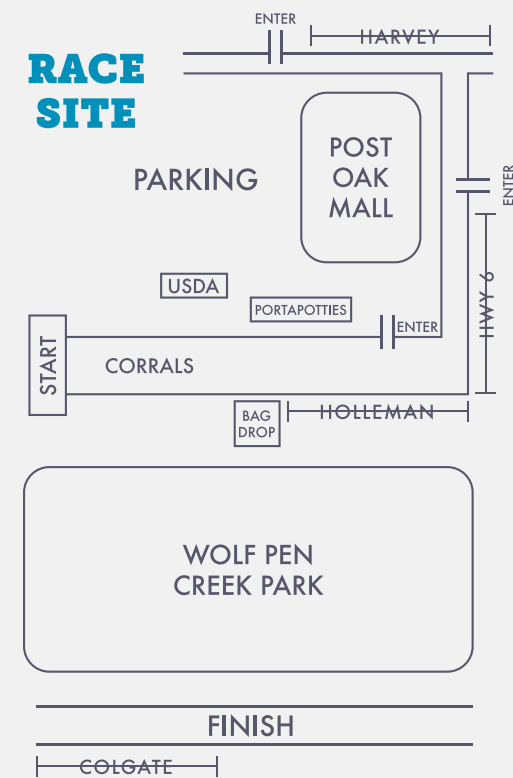 ENTER
HARVEY
RACE
SITE
POST
OAK
MALL
PARKING
ENTER
USDA
HWY 6
PORTAPOTTIES
ENTER
START
CORRALS
BAG
DROP
HOLLEMAN
WOLF PEN
CREEK PARK
FINISH
COLGATE